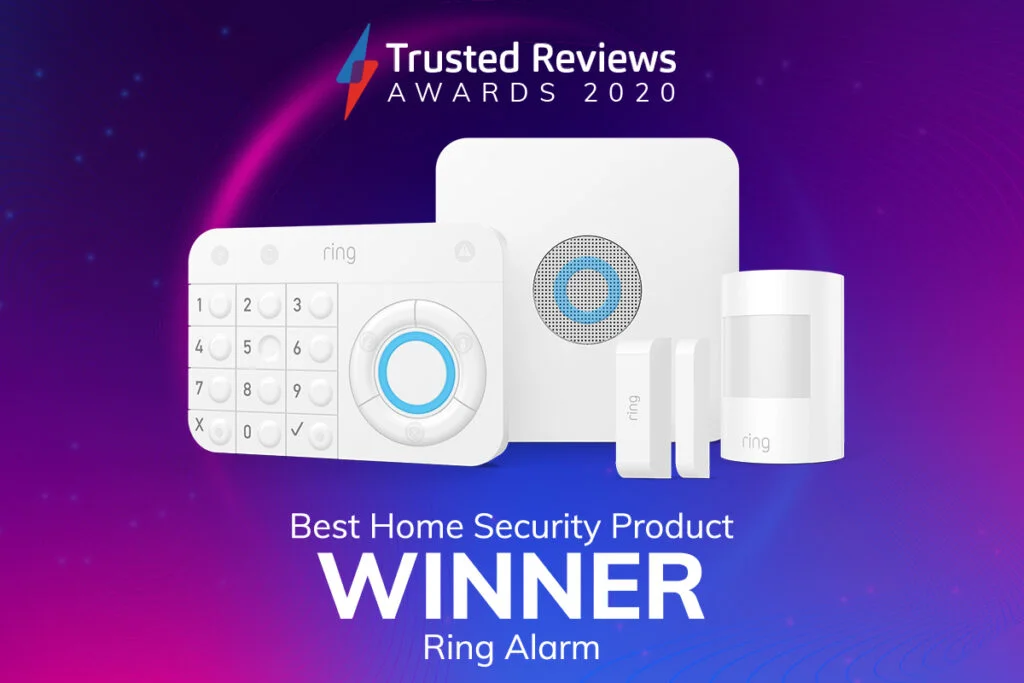 Trusted Reviews
AWARDS 2020
ring
1 2 3
4 5 6
7 8 9
X 0 ✓
ring
ring
Best Home Security Product
WINNER
Ring Alarm